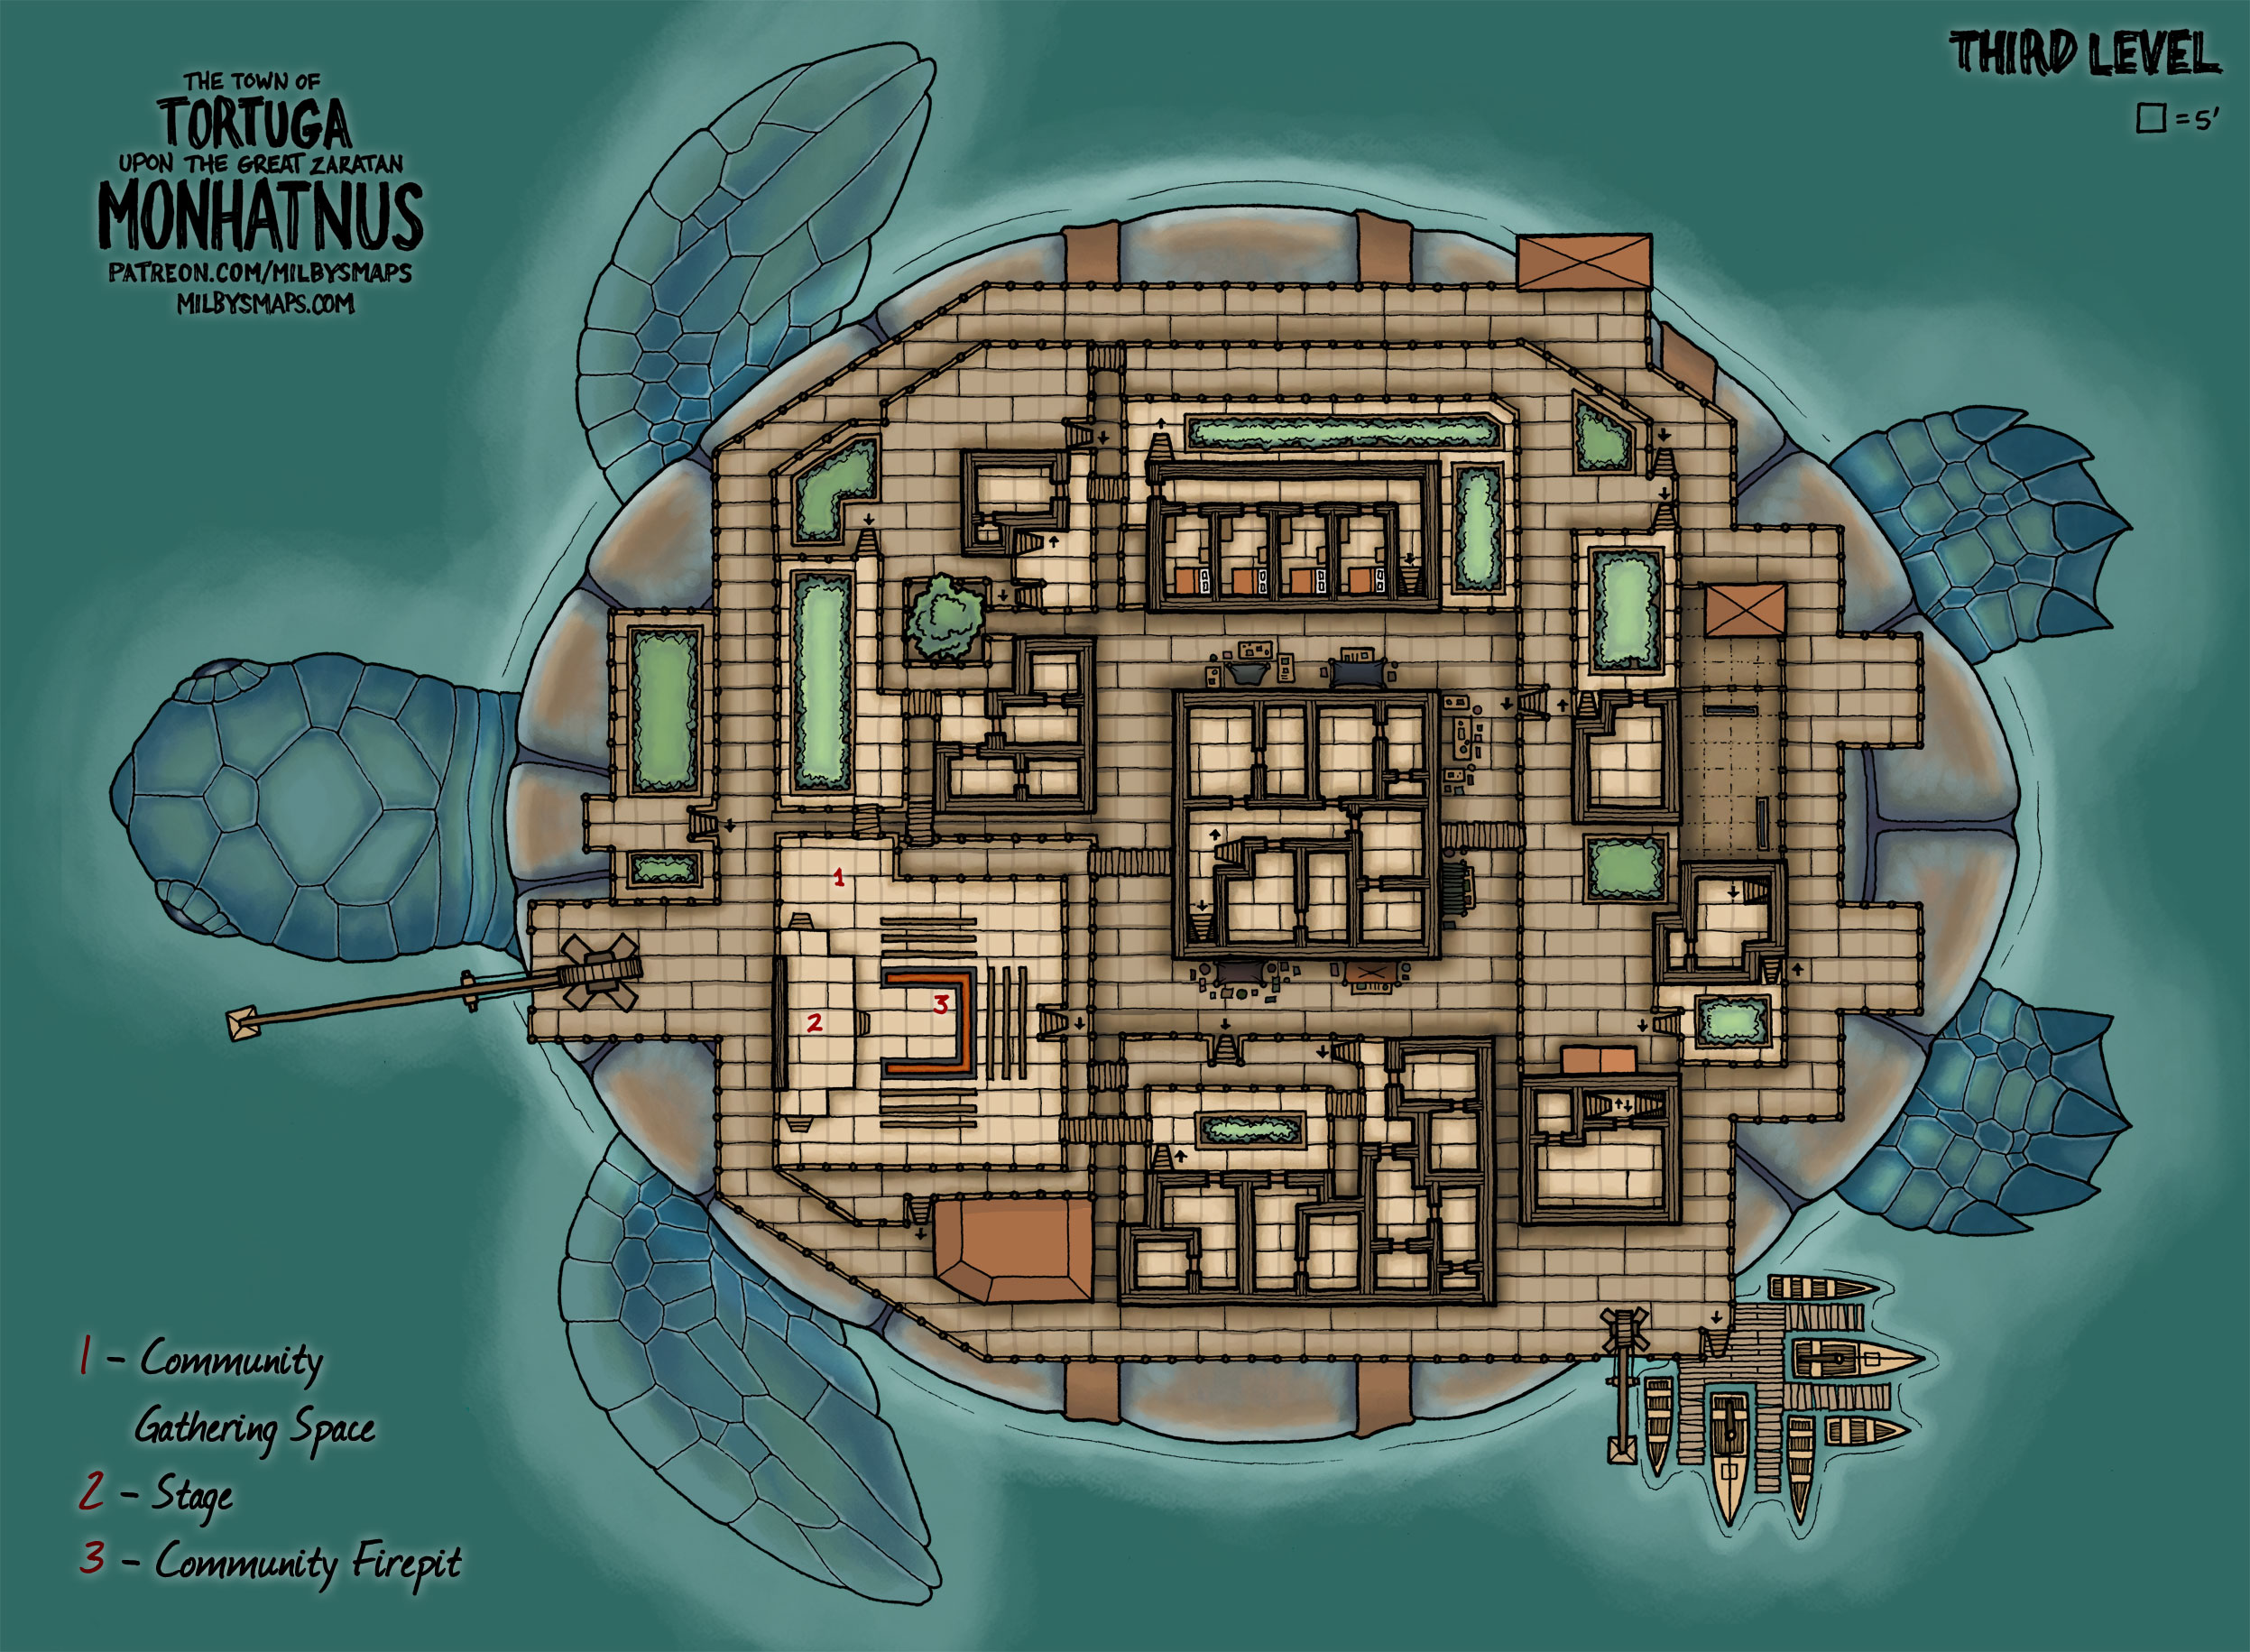 THE TOWN OF
TORTUGA
UPON THE GREAT ZARATAN
MONHATNUS
PATREON.COM/MILBYSMAPS
MILBYSMAPS.COM
THIRD LEVEL
= 5'
1
2
3
1 - Community
Gathering Space
2 - Stage
3 - Community Firepit